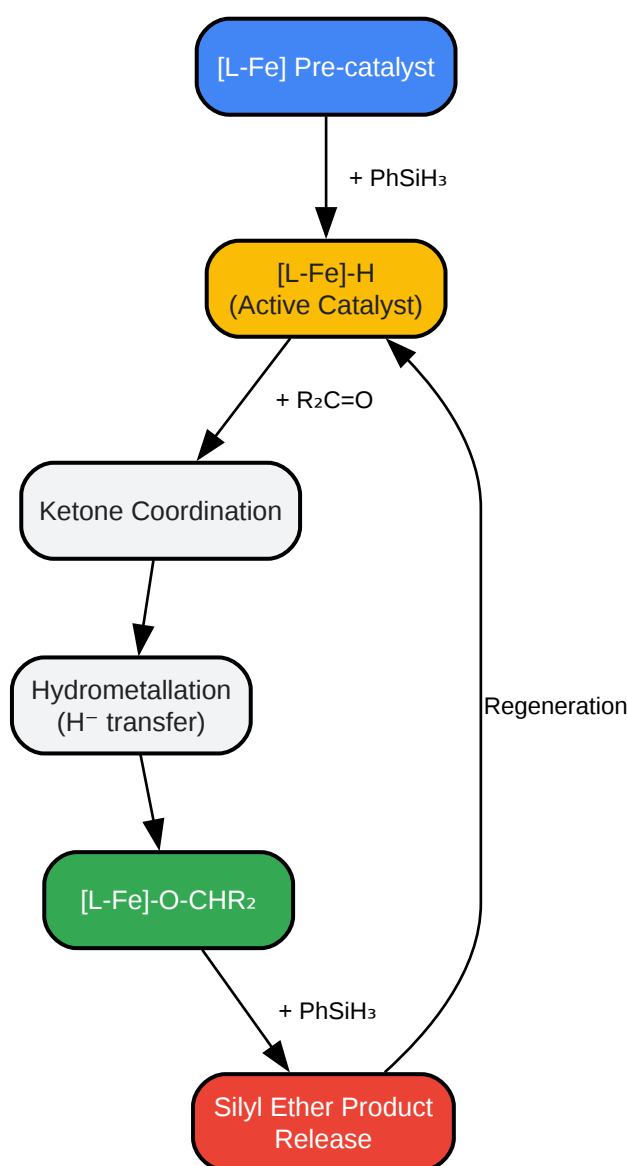 [L-Fe] Pre-catalyst
+ PhSiH₃
[L-Fe]-H
(Active Catalyst)
+ R₂C=O
Ketone Coordination
Hydrometallation
(H⁻ transfer)
Regeneration
[L-Fe]-O-CHR₂
+ PhSiH₃
Silyl Ether Product
Release